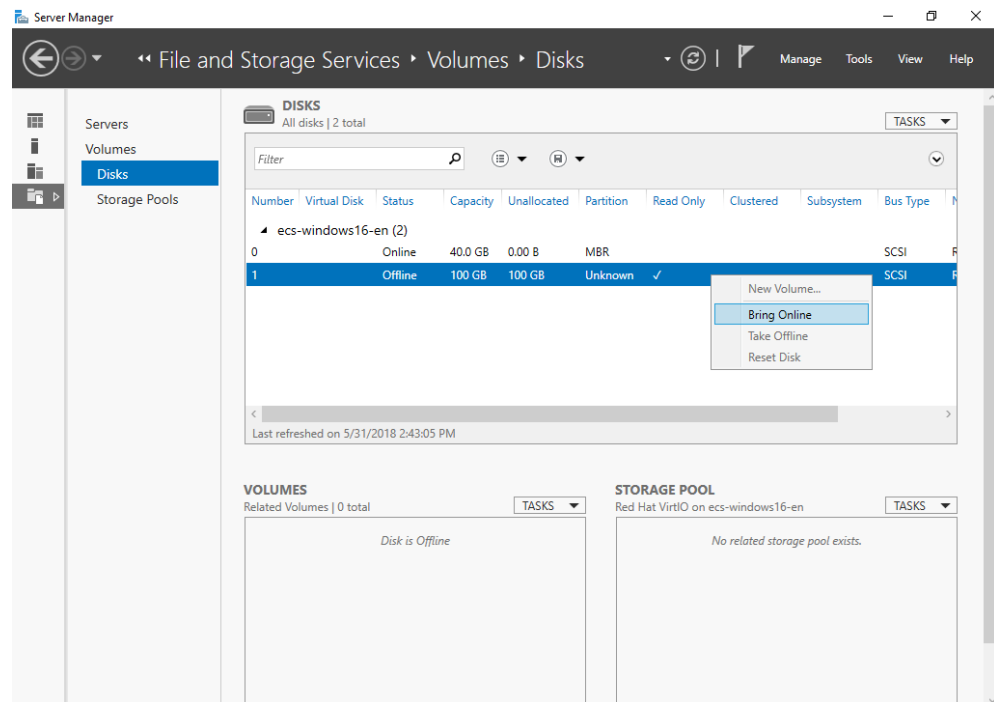 Server Manager
File and Storage Services Volumes Disks
Manage Tools View Help
Servers
Volumes
Disks
Storage Pools
DISKS
All disks | 2 total
TASKS
Filter
Number Virtual Disk Status Capacity Unallocated Partition Read Only Clustered Subsystem Bus Type N
ecs-windows16-en (2)
0 Online 40.0 GB 0.00 B MBR SCSI R
1 Offline 100 GB 100 GB Unknown ✓ SCSI R
New Volume...
Bring Online
Take Offline
Reset Disk
Last refreshed on 5/31/2018 2:43:05 PM
VOLUMES
Related Volumes | 0 total
TASKS
Disk is Offline
STORAGE POOL
Red Hat VirtIO on ecs-windows16-en
TASKS
No related storage pool exists.